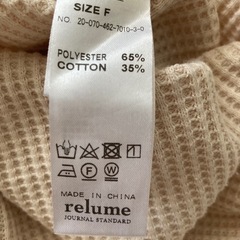 SIZE F
NO. 20-070-462-7010-3-0
POLYESTER 65%
COTTON 35%
MADE IN CHINA
relume
JOURNAL STANDARD